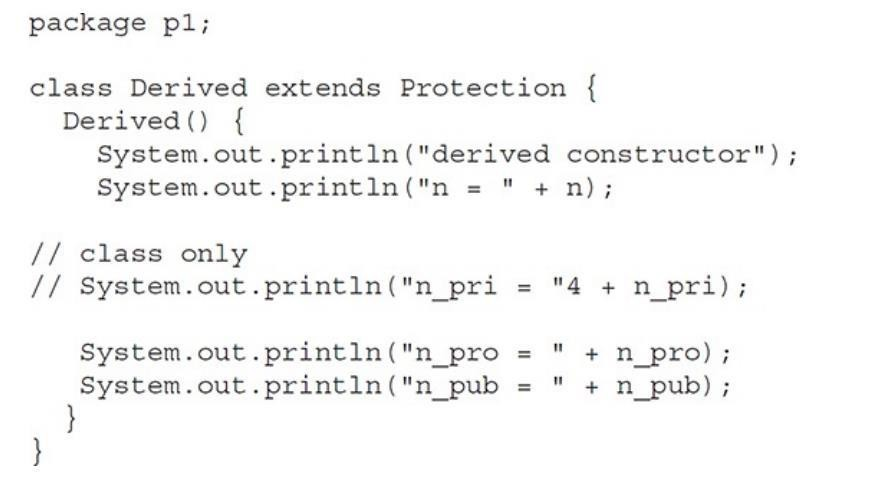 package p1;
class Derived extends Protection {
Derived() {
System.out.println("derived constructor");
System.out.println("n = " + n);
// class only
// System.out.println("n_pri = "4 + n_pri);
System.out.println("n_pro = " + n_pro);
System.out.println("n_pub = " + n_pub);
}
}